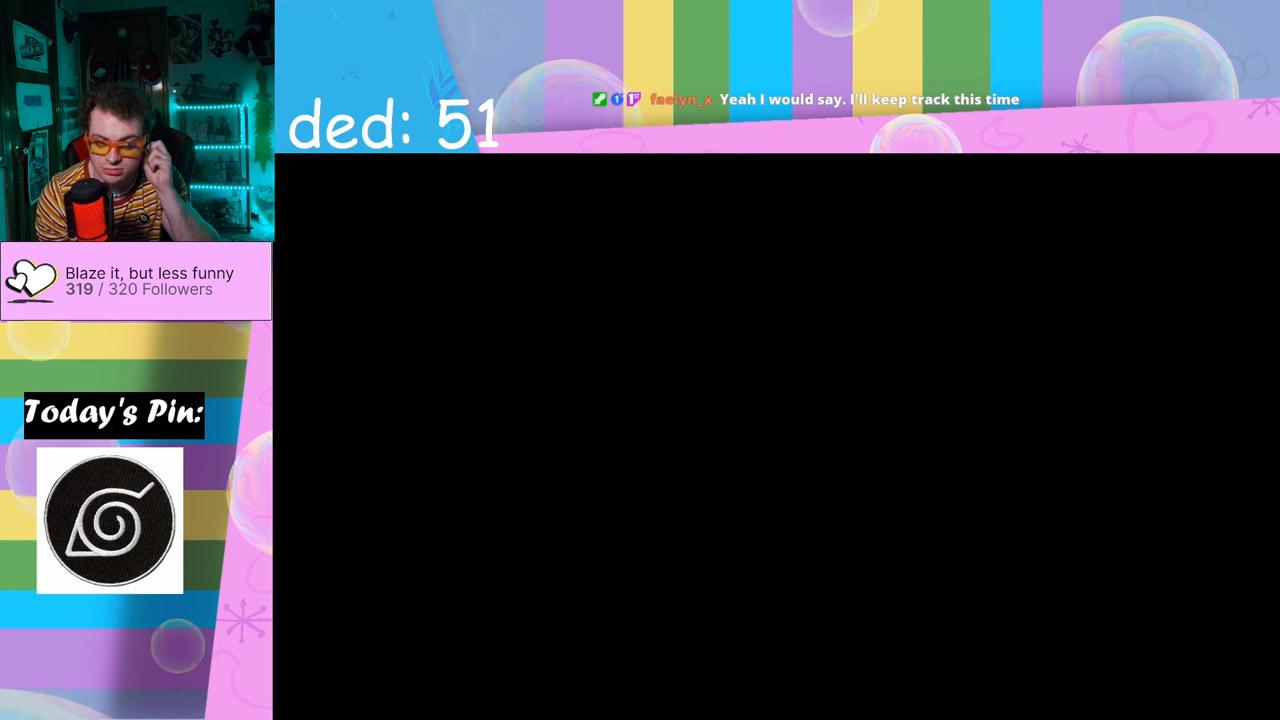 ded: 51
faelyn_x Yeah I would say. I'll keep track this time
Blaze it, but less funny
319 / 320 Followers
Today's Pin: